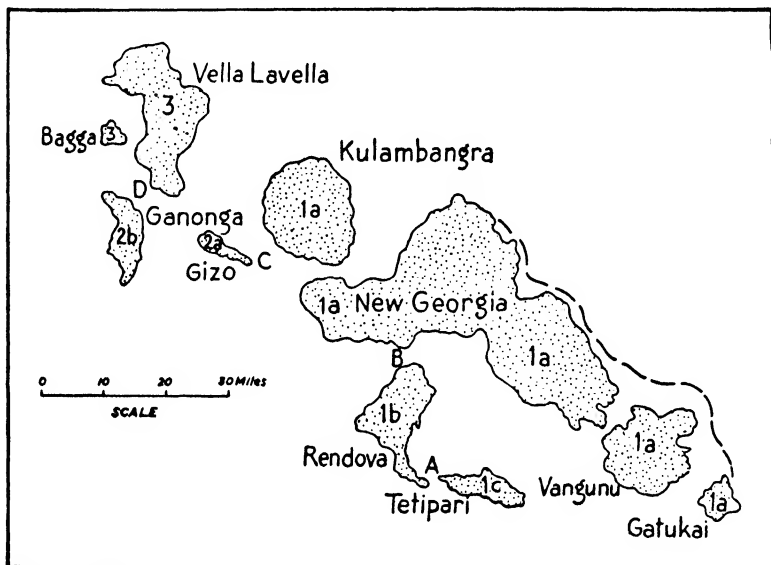 Vella Lavella
3
Bagga
3
Kulambangra
D
Ganonga
1a
2b
2a
Gizo
C
1a
New Georgia
1a
B
0 10 20 30 Miles
SCALE
1b
1a
Rendova
A
1c
Vangunu
Tetipari
1a
Gatukai